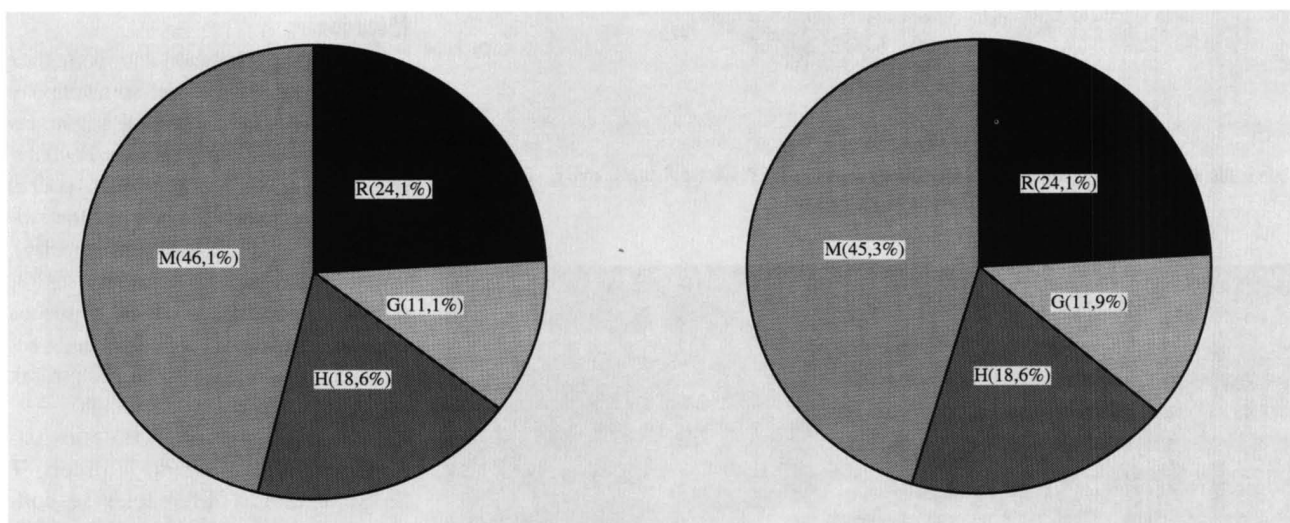 R(24,1%)
M(46,1%)
G(11,1%)
H(18,6%)
R(24,1%)
M(45,3%)
G(11,9%)
H(18,6%)